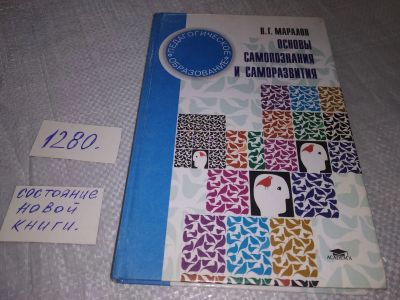 ПЕДАГОГИЧЕСКОЕ
ОБРАЗОВАНИЕ
В.Г. МАРАЛОВ
ОСНОВЫ
САМОПОЗНАНИЯ
И САМОРАЗВИТИЯ
1280.
СОСТОЯНИЕ
НОВОЙ
КНИГИ.
ACADEMA